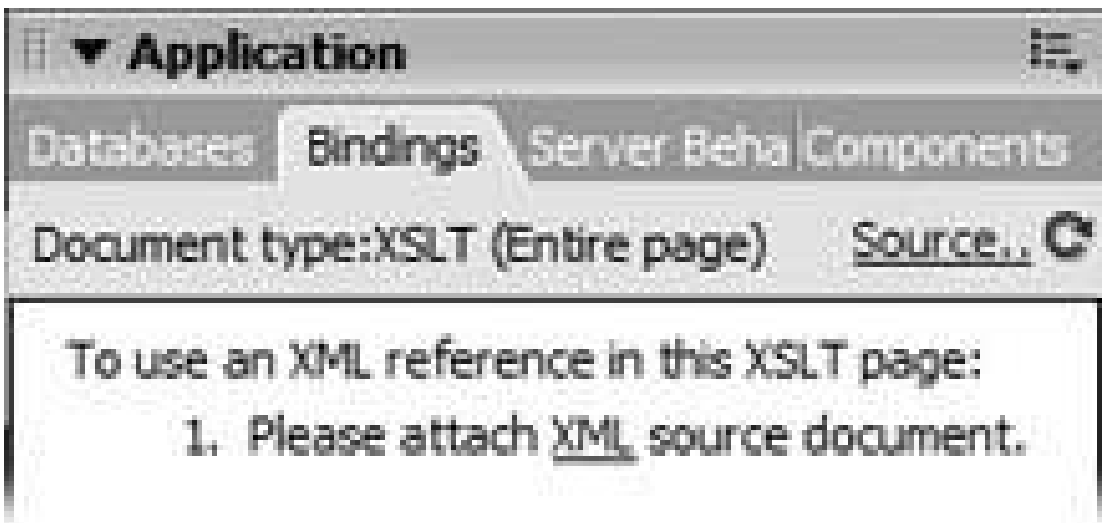 Application
Databases Bindings Server Beha Components
Document type:XSLT (Entire page) Source..
To use an XML reference in this XSLT page:
1. Please attach XML source document.